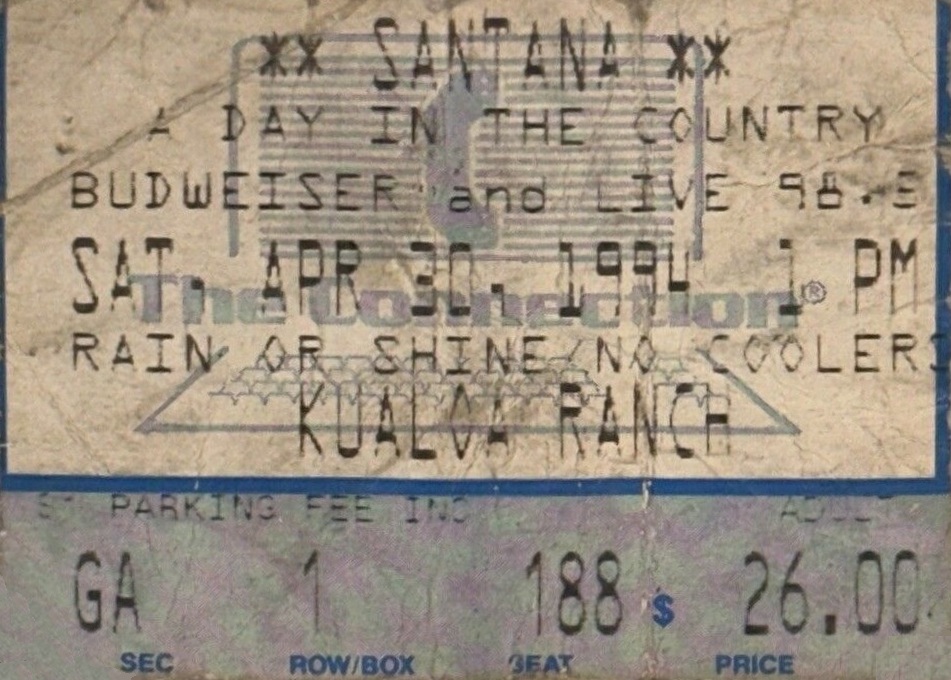 ** SANTANA **
A DAY IN THE COUNTRY
BUDWEISER and LIVE 98.5
SAT. APR 30. 1994 1 PM
The Connection®
RAIN OR SHINE/NO COOLERS
KUALOA RANCH
PARKING FEE INC ADULT
GA 1 188 $ 26.00
SEC ROW/BOX SEAT PRICE